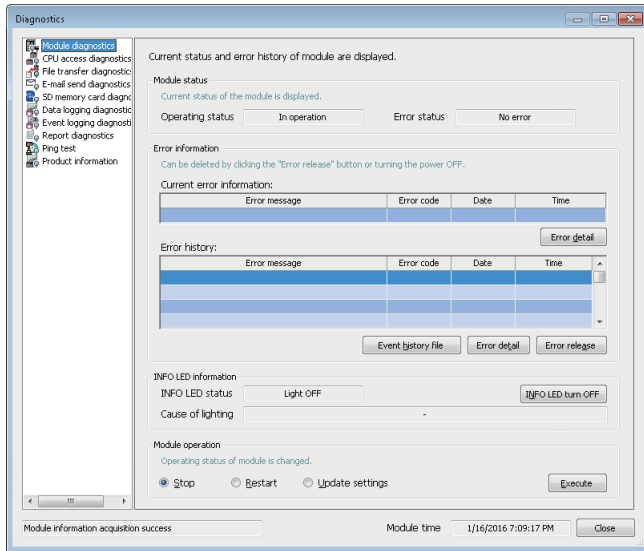 Diagnostics
Module diagnostics
CPU access diagnostics
File transfer diagnostic:
E-mail send diagnostics
SD memory card diagno
Data logging diagnostic
Event logging diagnosti
Report diagnostics
Ping test
Product information
Current status and error history of module are displayed.
Module status
Current status of the module is displayed.
Operating status In operation Error status No error
Error information
Can be deleted by clicking the "Error release" button or turning the power OFF.
Current error information:
Error message Error code Date Time
Error detail
Error history:
Error message Error code Date Time
Event history file Error detail Error release
INFO LED information
INFO LED status Light OFF INFO LED turn OFF
Cause of lighting -
Module operation
Operating status of module is changed.
Stop Restart Update settings Execute
Module information acquisition success Module time 1/16/2016 7:09:17 PM Close